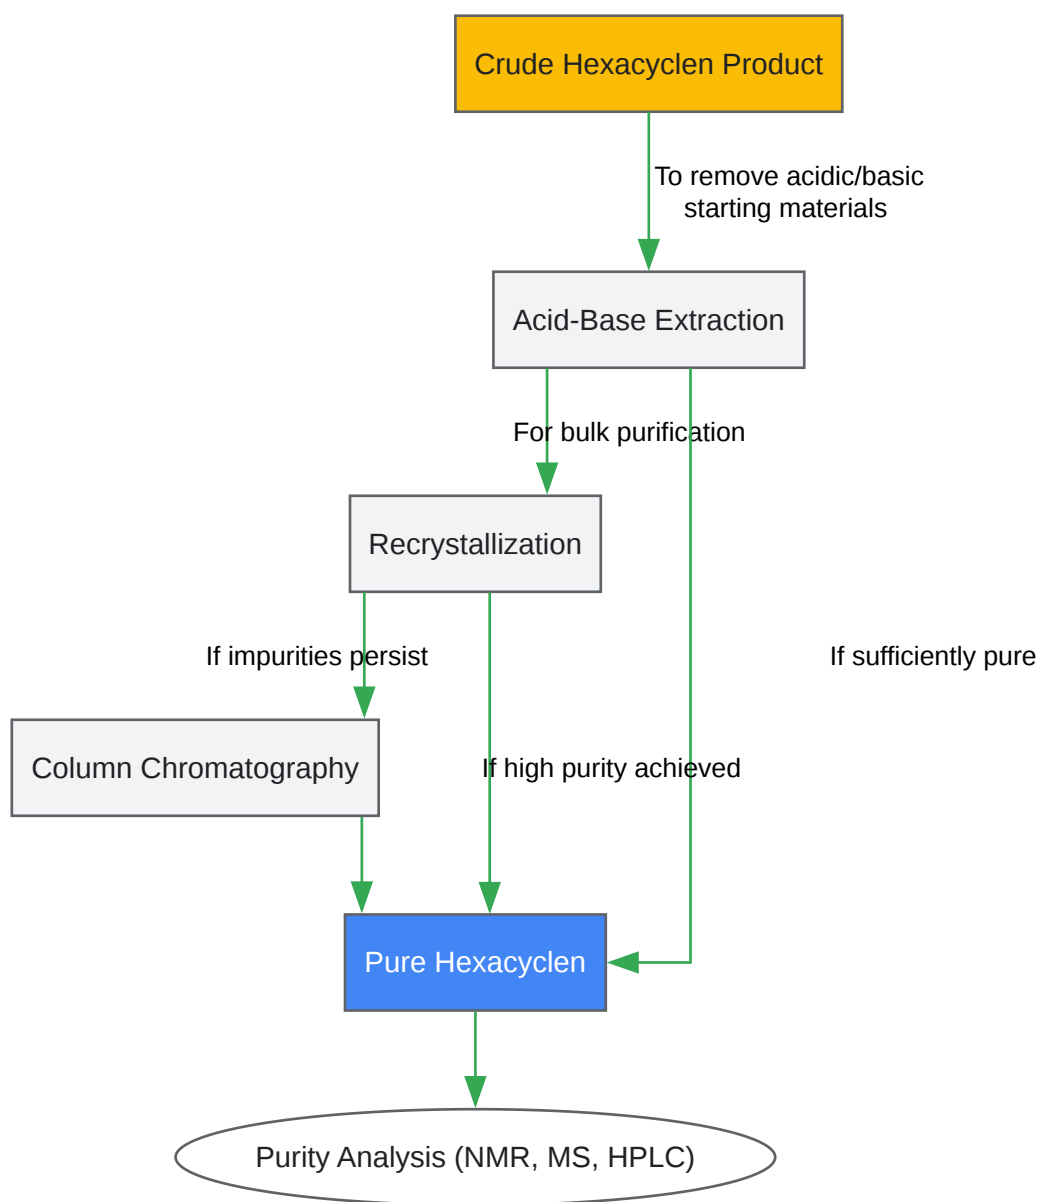 Crude Hexacyclen Product
To remove acidic/basic
starting materials
Acid-Base Extraction
For bulk purification
Recrystallization
If impurities persist
If sufficiently pure
Column Chromatography
If high purity achieved
Pure Hexacyclen
Purity Analysis (NMR, MS, HPLC)